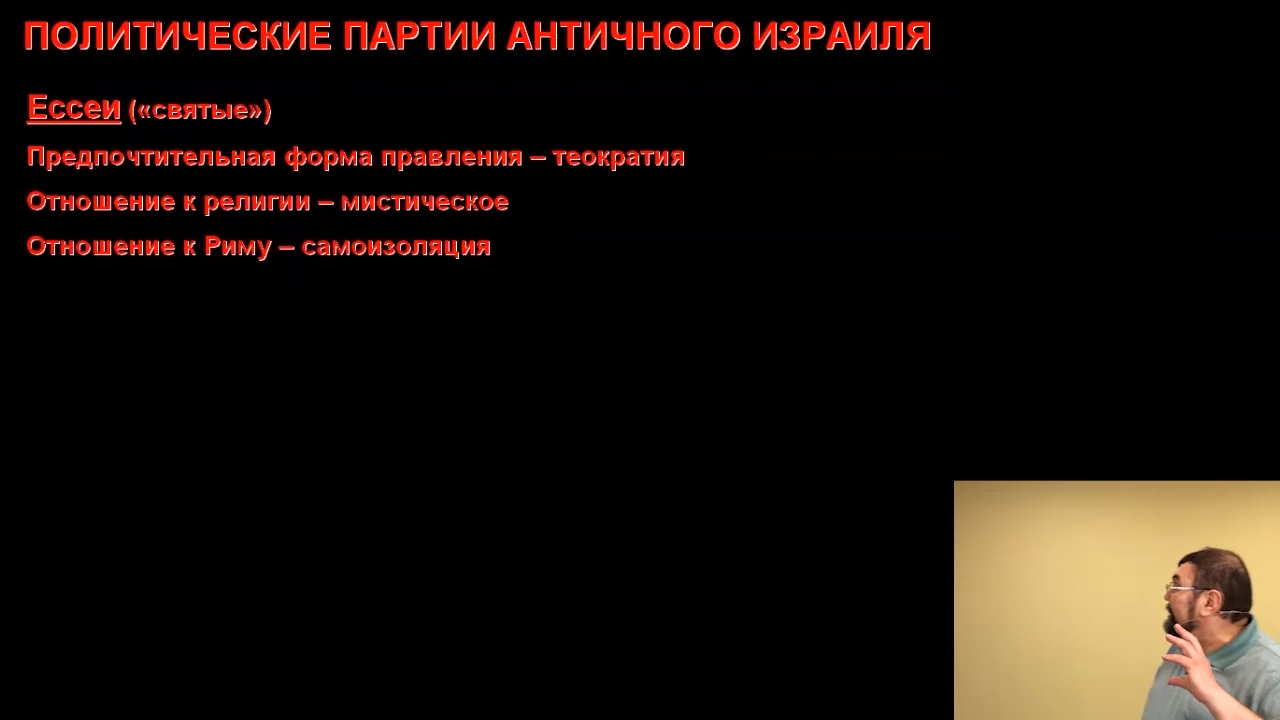 ПОЛИТИЧЕСКИЕ ПАРТИИ АНТИЧНОГО ИЗРАИЛЯ
Ессеи («святые»)
Предпочтительная форма правления – теократия
Отношение к религии – мистическое
Отношение к Риму – самоизоляция